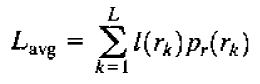 L_avg = \sum_{k=1}^{L} l(r_k) p_r(r_k)